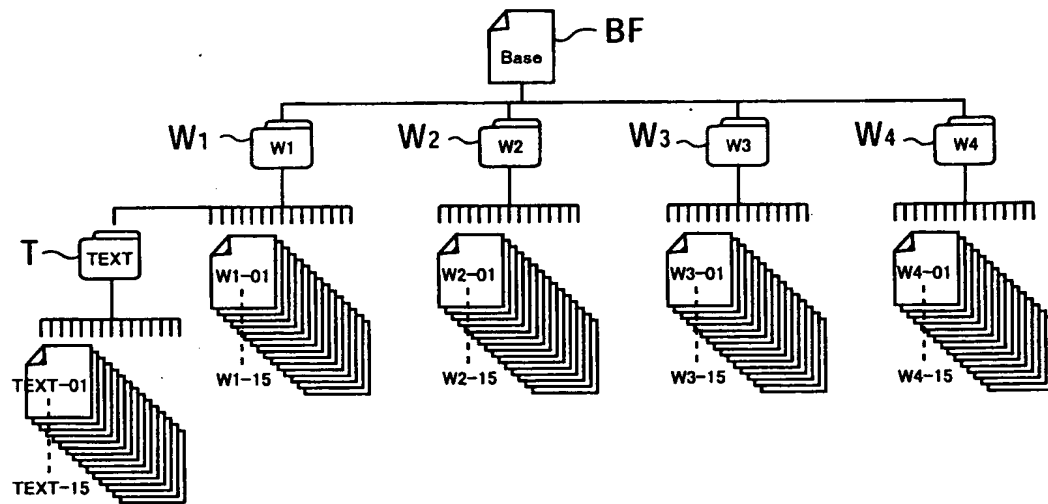 Base
BF
W1
W1
W2
W2
W3
W3
W4
W4
T
TEXT
W1-01
W1-15
W2-01
W2-15
W3-01
W3-15
W4-01
W4-15
TEXT-01
TEXT-15